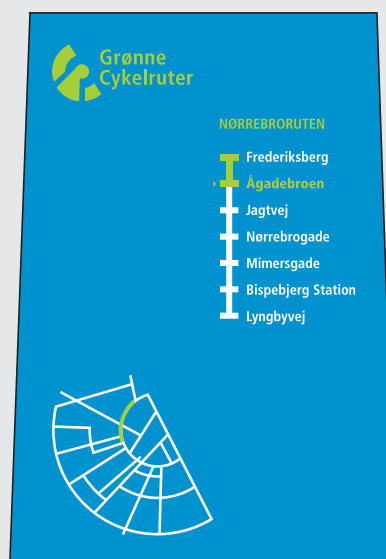 Grønne
Cykelruter
NØRREBRORUTEN
Frederiksberg
Ågadebroen
Jagtvej
Nørrebrogade
Mimersgade
Bispebjerg Station
Lyngbyvej